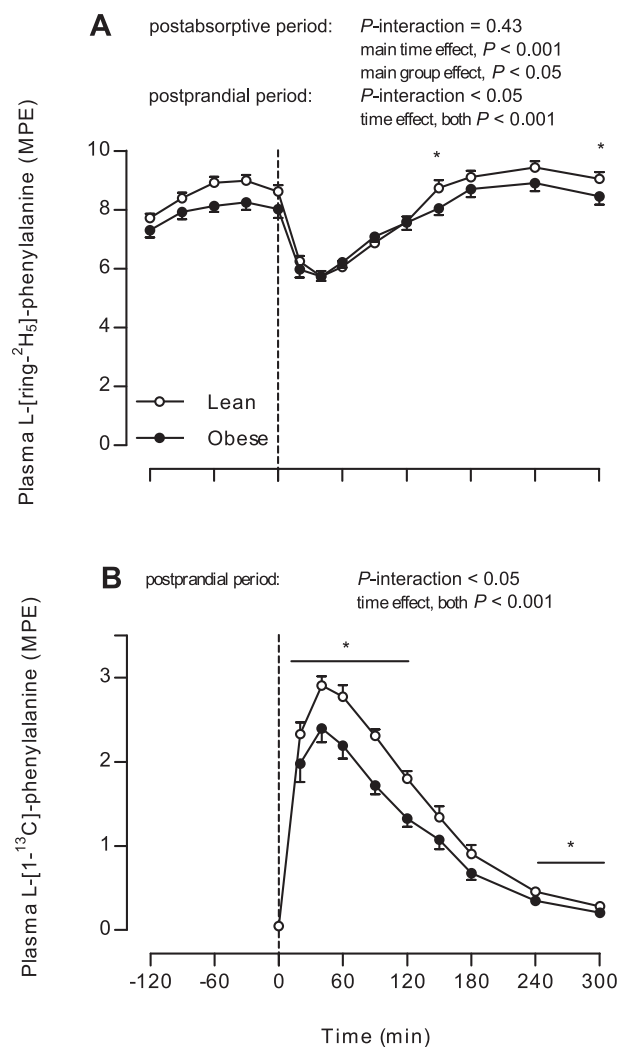 A postabsorptive period: P-interaction = 0.43
main time effect, P < 0.001
main group effect, P < 0.05
postprandial period: P-interaction < 0.05
time effect, both P < 0.001
Plasma L-[ring-²H₅]-phenylalanine (MPE)
10
*
*
8
6
4
2
0
Lean
Obese
B postprandial period: P-interaction < 0.05
time effect, both P < 0.001
Plasma L-[1-¹³C]-phenylalanine (MPE)
*
3
2
1
*
0
-120 -60 0 60 120 180 240 300
Time (min)